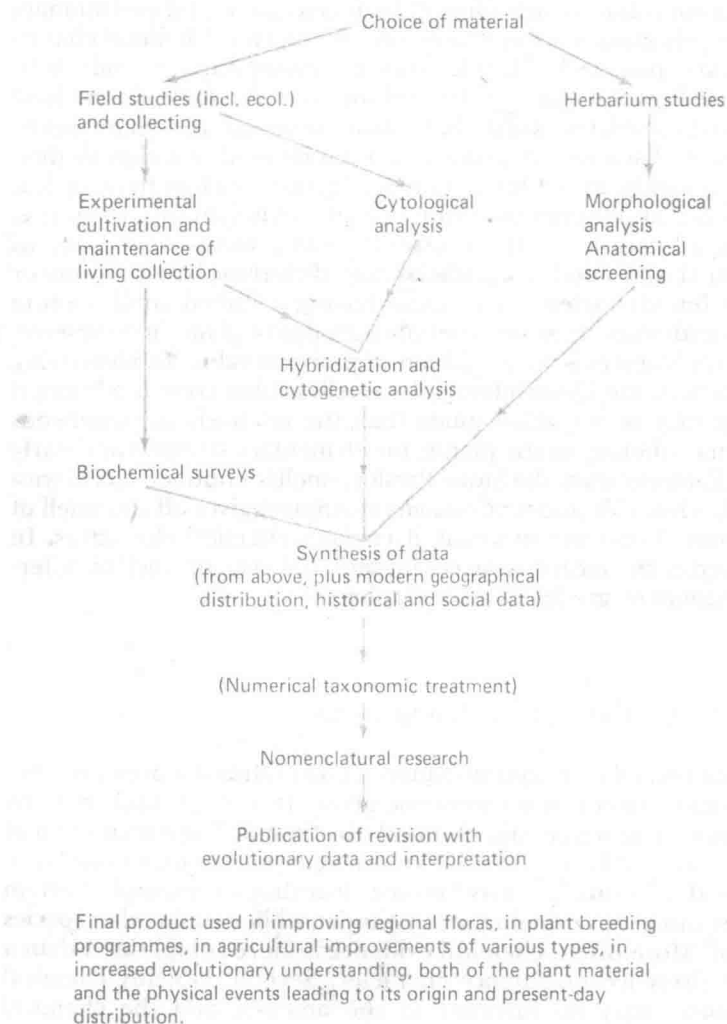 Choice of material
Field studies (incl. ecol.)
and collecting
Herbarium studies
Experimental
cultivation and
maintenance of
living collection
Cytological
analysis
Morphological
analysis
Anatomical
screening
Hybridization and
cytogenetic analysis
Biochemical surveys
Synthesis of data
(from above, plus modern geographical
distribution, historical and social data)
(Numerical taxonomic treatment)
Nomenclatural research
Publication of revision with
evolutionary data and interpretation
Final product used in improving regional floras, in plant breeding
programmes, in agricultural improvements of various types, in
increased evolutionary understanding, both of the plant material
and of physical events leading to its origin and present-day
distribution.